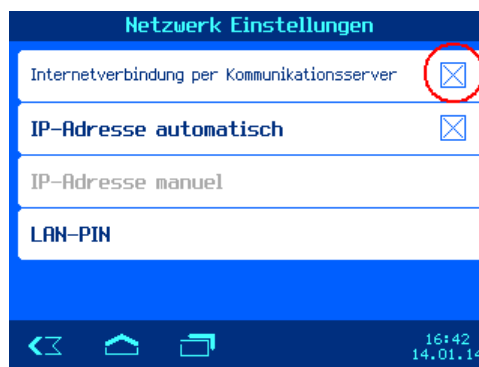 Netzwerk Einstellungen
Internetverbindung per Kommunikationsserver
IP-Adresse automatisch
IP-Adresse manuel
LAN-PIN
16:42
14.01.14